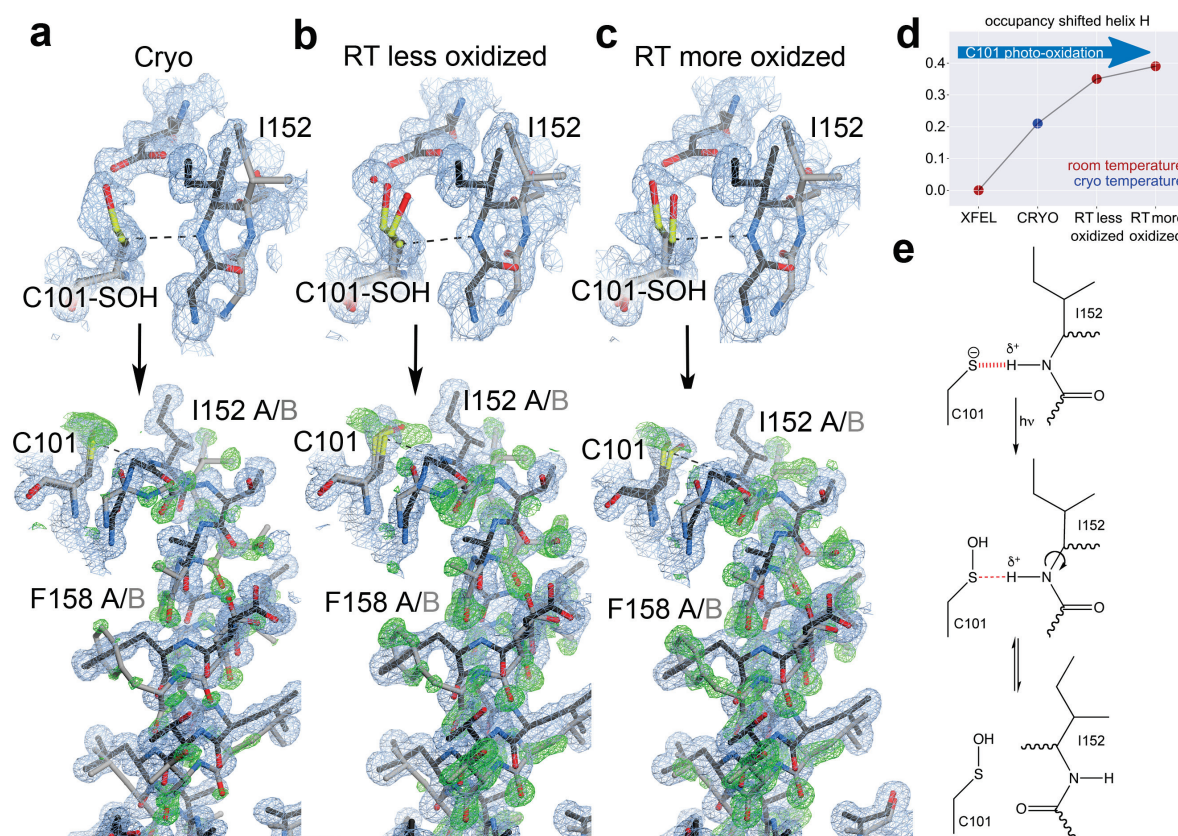 a
Cryo
I152
C101-SOH
C101
I152 A/B
F158 A/B
b
RT less oxidized
I152
C101-SOH
C101
I152 A/B
F158 A/B
c
RT more oxidzed
I152
C101-SOH
C101
I152 A/B
F158 A/B
d
occupancy shifted helix H
C101 photo-oxidation
0.4
0.3
0.2
0.1
0.0
room temperature
cryo temperature
XFEL CRYO RT less RT more
oxidized oxidized
e
I152
⊖ δ+
S H N
O
C101
hν
I152
OH
δ+
S H N
O
C101
I152
OH
S
N H
O
C101